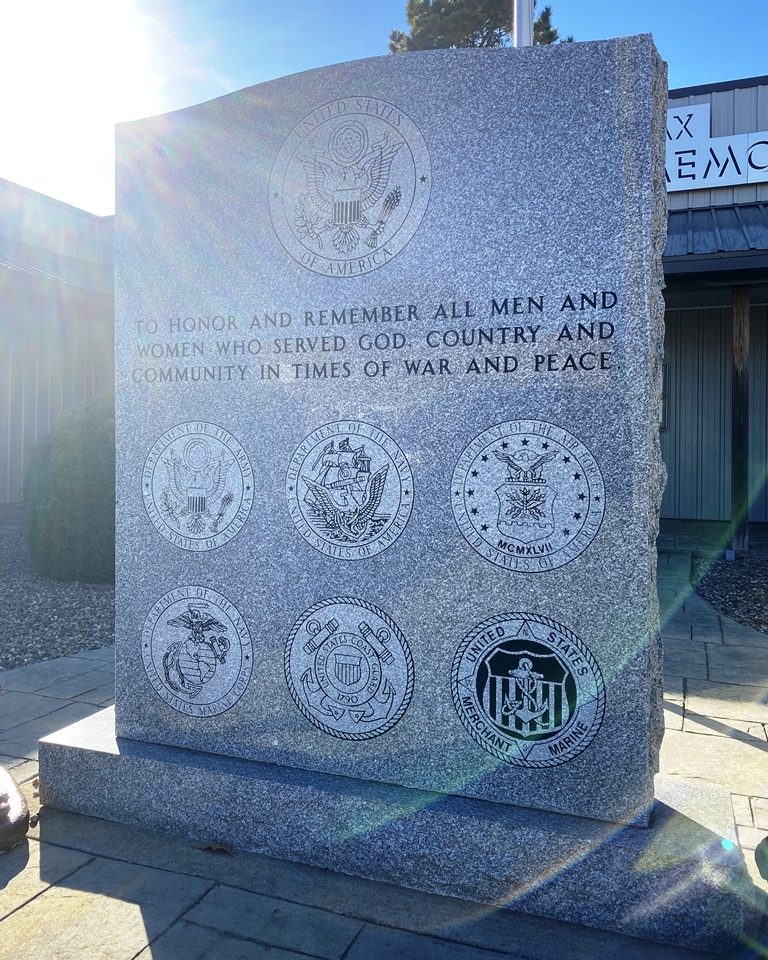 AX
EMO
UNITED STATES
OF AMERICA
TO HONOR AND REMEMBER ALL MEN AND
WOMEN WHO SERVED GOD, COUNTRY AND
COMMUNITY IN TIMES OF WAR AND PEACE.
DEPARTMENT OF THE ARMY
UNITED STATES OF AMERICA
DEPARTMENT OF THE NAVY
UNITED STATES OF AMERICA
DEPARTMENT OF THE AIR FORCE
MCMXLVII
UNITED STATES OF AMERICA
DEPARTMENT OF THE NAVY
UNITED STATES MARINE CORPS
UNITED STATES COAST GUARD
1790
UNITED STATES
MERCHANT MARINE